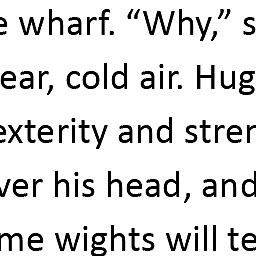 e wharf. “Why,” s
ear, cold air. Hug
exterity and stren
ver his head, and
me wights will te